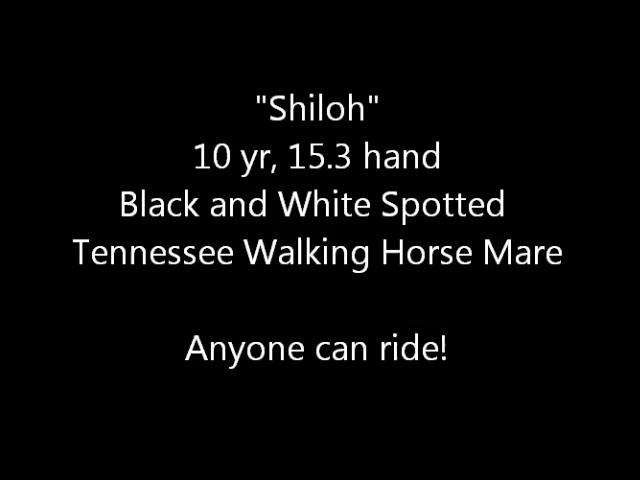 "Shiloh"
10 yr, 15.3 hand
Black and White Spotted
Tennessee Walking Horse Mare
Anyone can ride!